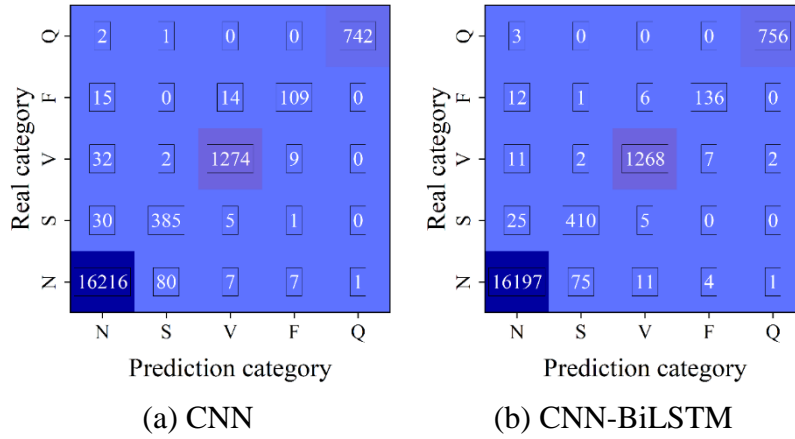 Real category
Q 2 1 0 0 742
F 15 0 14 109 0
V 32 2 1274 9 0
S 30 385 5 1 0
N 16216 80 7 7 1
N S V F Q
Prediction category
(a) CNN
Real category
Q 3 0 0 0 756
F 12 1 6 136 0
V 11 2 1268 7 2
S 25 410 5 0 0
N 16197 75 11 4 1
N S V F Q
Prediction category
(b) CNN-BiLSTM